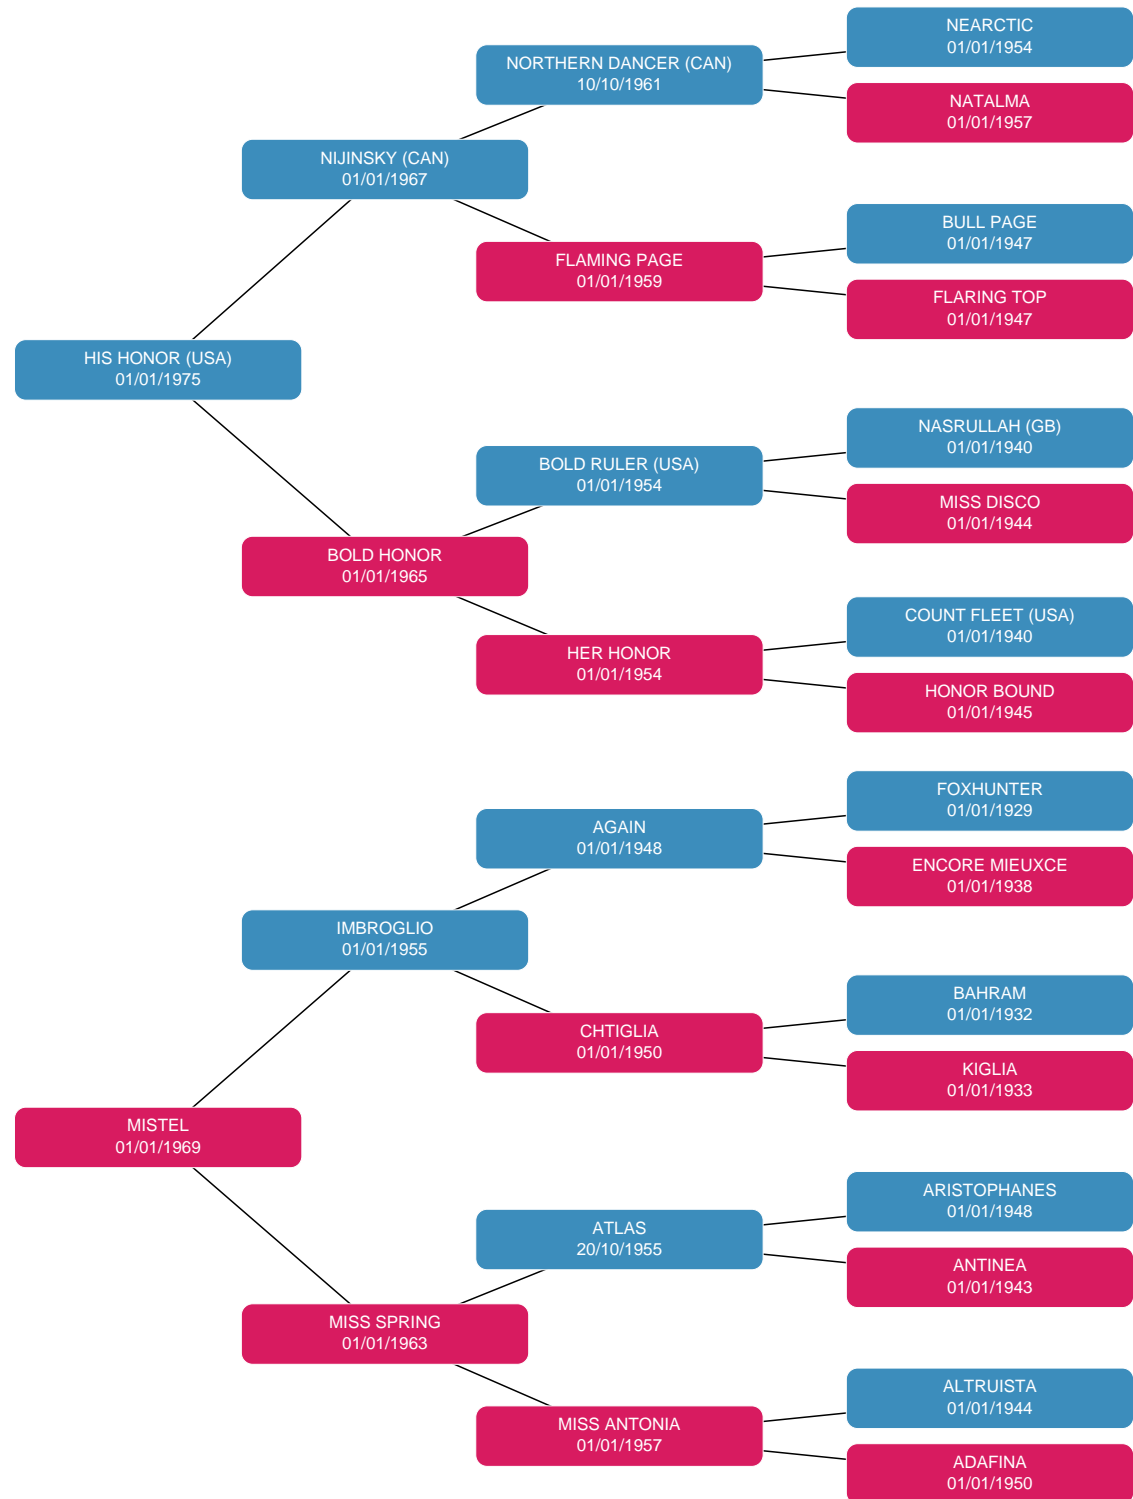 NEARCTIC
01/01/1954
NORTHERN DANCER (CAN)
10/10/1961
NATALMA
01/01/1957
NIJINSKY (CAN)
01/01/1967
BULL PAGE
01/01/1947
FLAMING PAGE
01/01/1959
FLARING TOP
01/01/1947
HIS HONOR (USA)
01/01/1975
NASRULLAH (GB)
01/01/1940
BOLD RULER (USA)
01/01/1954
MISS DISCO
01/01/1944
BOLD HONOR
01/01/1965
COUNT FLEET (USA)
01/01/1940
HER HONOR
01/01/1954
HONOR BOUND
01/01/1945
FOXHUNTER
01/01/1929
AGAIN
01/01/1948
ENCORE MIEUXCE
01/01/1938
IMBROGLIO
01/01/1955
BAHRAM
01/01/1932
CHTIGLIA
01/01/1950
KIGLIA
01/01/1933
MISTEL
01/01/1969
ARISTOPHANES
01/01/1948
ATLAS
20/10/1955
ANTINEA
01/01/1943
MISS SPRING
01/01/1963
ALTRUISTA
01/01/1944
MISS ANTONIA
01/01/1957
ADAFINA
01/01/1950